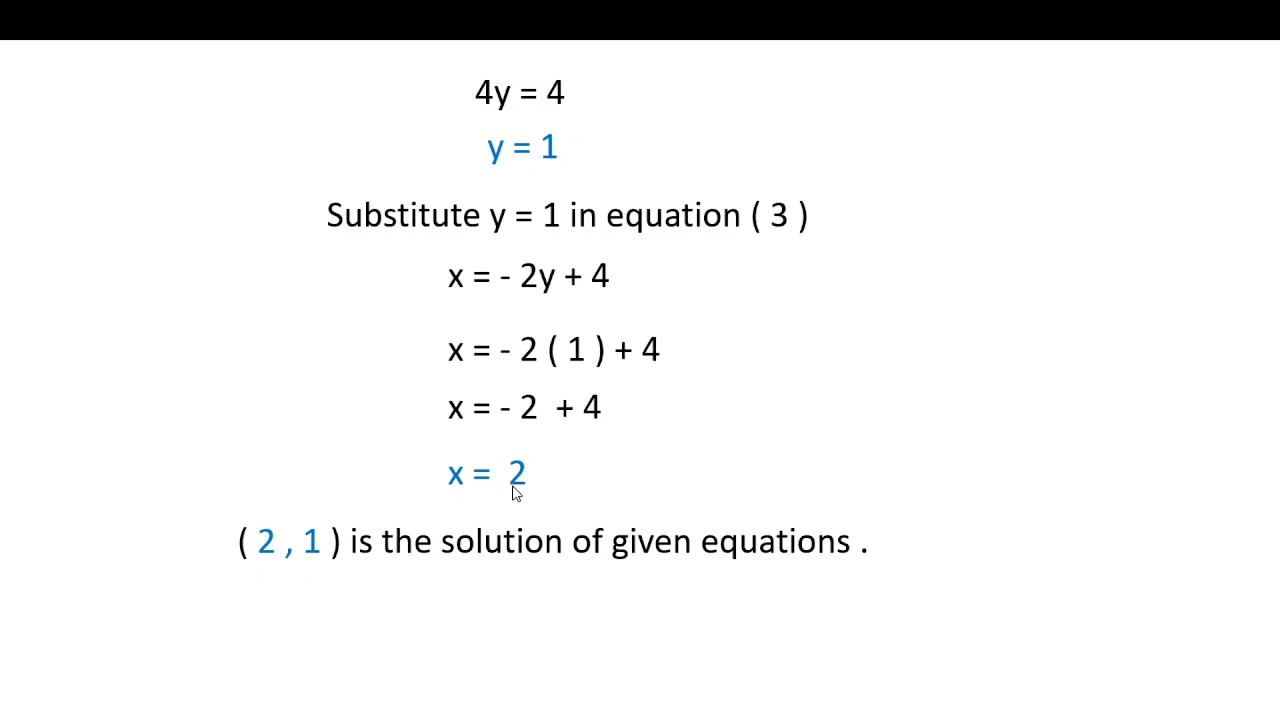 4y = 4
y = 1
Substitute y = 1 in equation ( 3 )
x = - 2y + 4
x = - 2 ( 1 ) + 4
x = - 2 + 4
x = 2
( 2 , 1 ) is the solution of given equations .